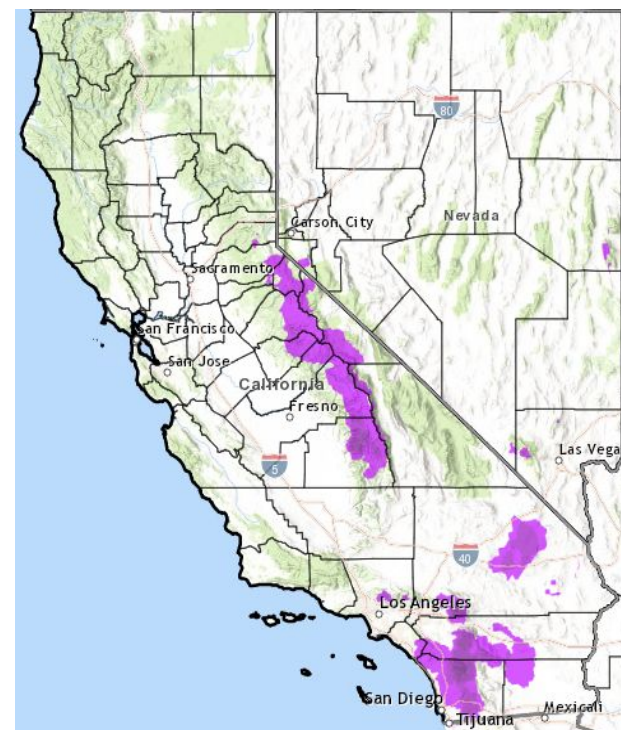 80
Nevada
Carson City
Sacramento
San Francisco
San Jose
California
Fresno
5
Las Vega
40
Los Angeles
San Diego
Mexicali
Tijuana